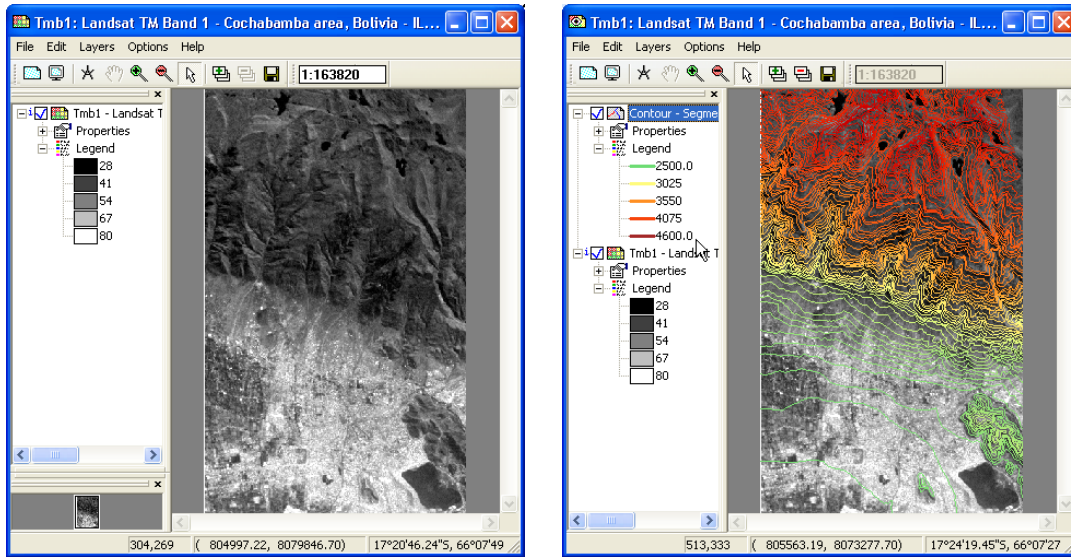 Tmb1: Landsat TM Band 1 - Cochabamba area, Bolivia - IL...
File Edit Layers Options Help
1:163820
Tmb1 - Landsat T
Properties
Legend
28
41
54
67
80
304,269 ( 804997.22, 8079846.70) 17°20'46.24"S, 66°07'49
Tmb1: Landsat TM Band 1 - Cochabamba area, Bolivia - IL...
File Edit Layers Options Help
1:163820
Contour - Segme
Properties
Legend
2500.0
3025
3550
4075
4600.0
Tmb1 - Landsat T
Properties
Legend
28
41
54
67
80
513,333 ( 805563.19, 8073277.70) 17°24'19.45"S, 66°07'27